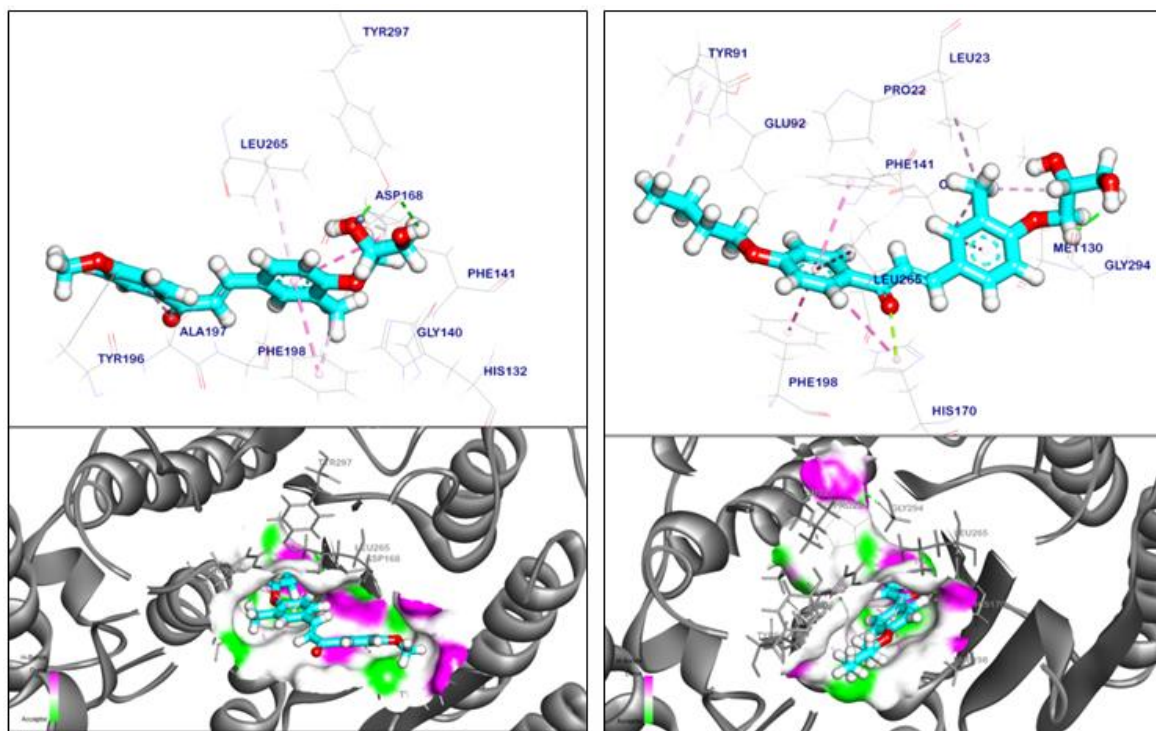 TYR297
LEU265
ASP168
PHE141
ALA197
GLY140
TYR196
PHE198
HIS132
TYR91
LEU23
PRO22
GLU92
PHE141
MET130
GLY294
LEU265
PHE198
HIS170
TYR297
LEU265
ASP168
GLY294
LEU265